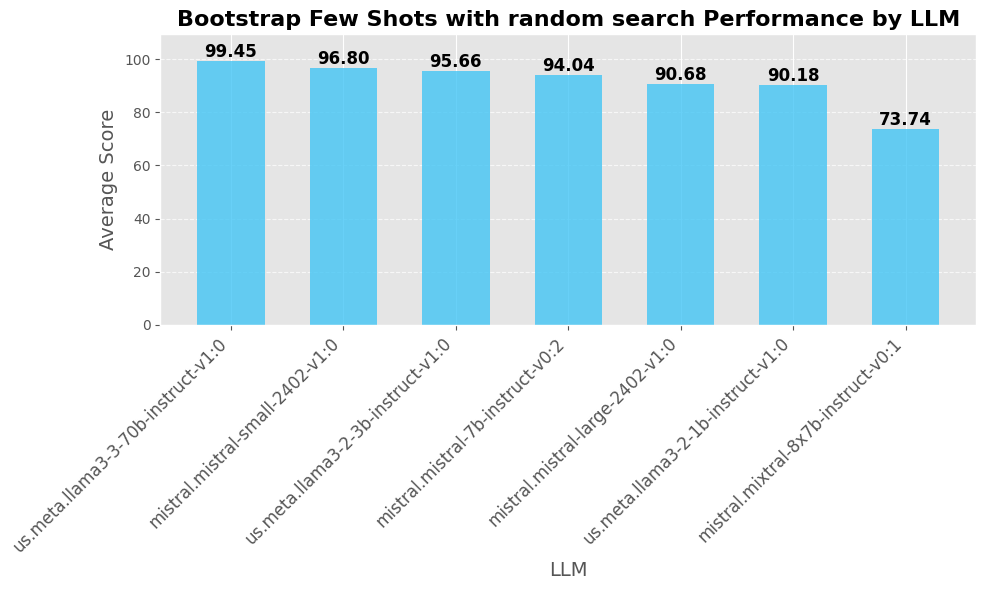 Bootstrap Few Shots with random search Performance by LLM
99.45
96.80
95.66
94.04
90.68
90.18
73.74
Average Score
100
80
60
40
20
0
us.meta.llama3-3-70b-instruct-v1:0
mistral.mistral-small-2402-v1:0
us.meta.llama3-2-3b-instruct-v1:0
mistral.mistral-7b-instruct-v0:2
mistral.mistral-large-2402-v1:0
us.meta.llama3-2-1b-instruct-v1:0
mistral.mixtral-8x7b-instruct-v0:1
LLM